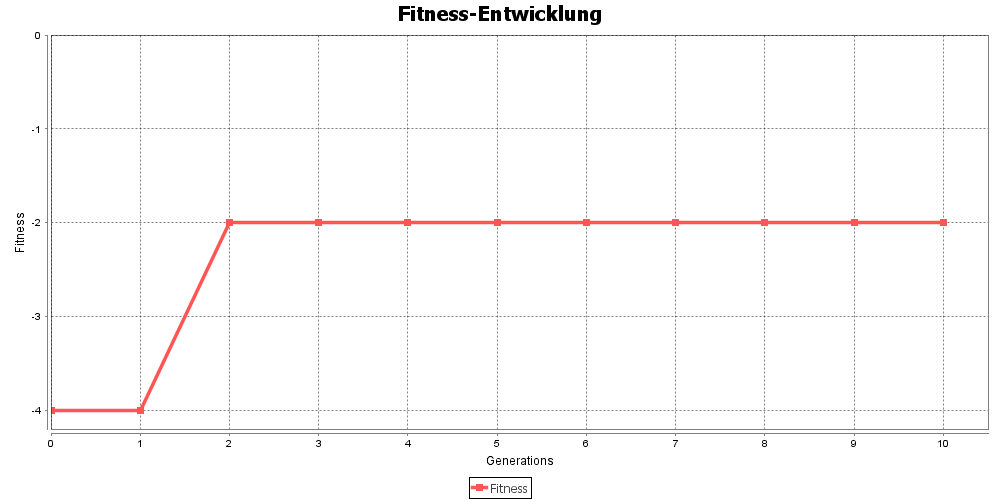 Fitness-Entwicklung
0
-1
-2
-3
-4
Fitness
0 1 2 3 4 5 6 7 8 9 10
Generations
Fitness